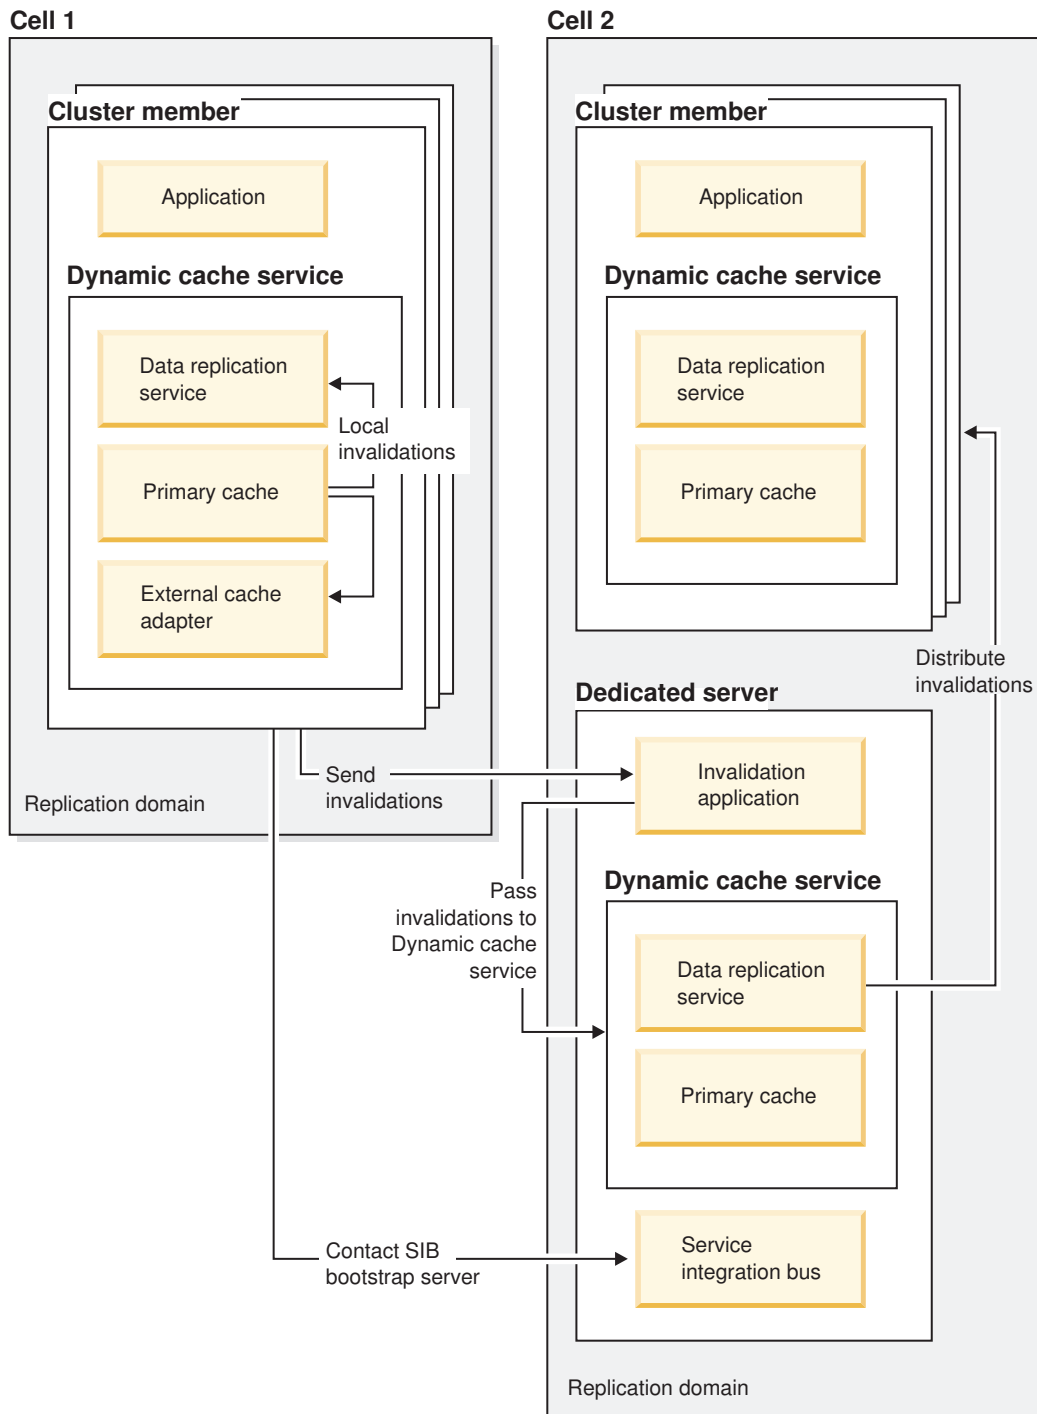 Cell 1
Cluster member
Application
Dynamic cache service
Data replication
service
Local
invalidations
Primary cache
External cache
adapter
Send
invalidations
Replication domain
Cell 2
Cluster member
Application
Dynamic cache service
Data replication
service
Primary cache
Distribute
invalidations
Dedicated server
Invalidation
application
Pass
invalidations to
Dynamic cache
service
Dynamic cache service
Data replication
service
Primary cache
Contact SIB
bootstrap server
Service
integration bus
Replication domain